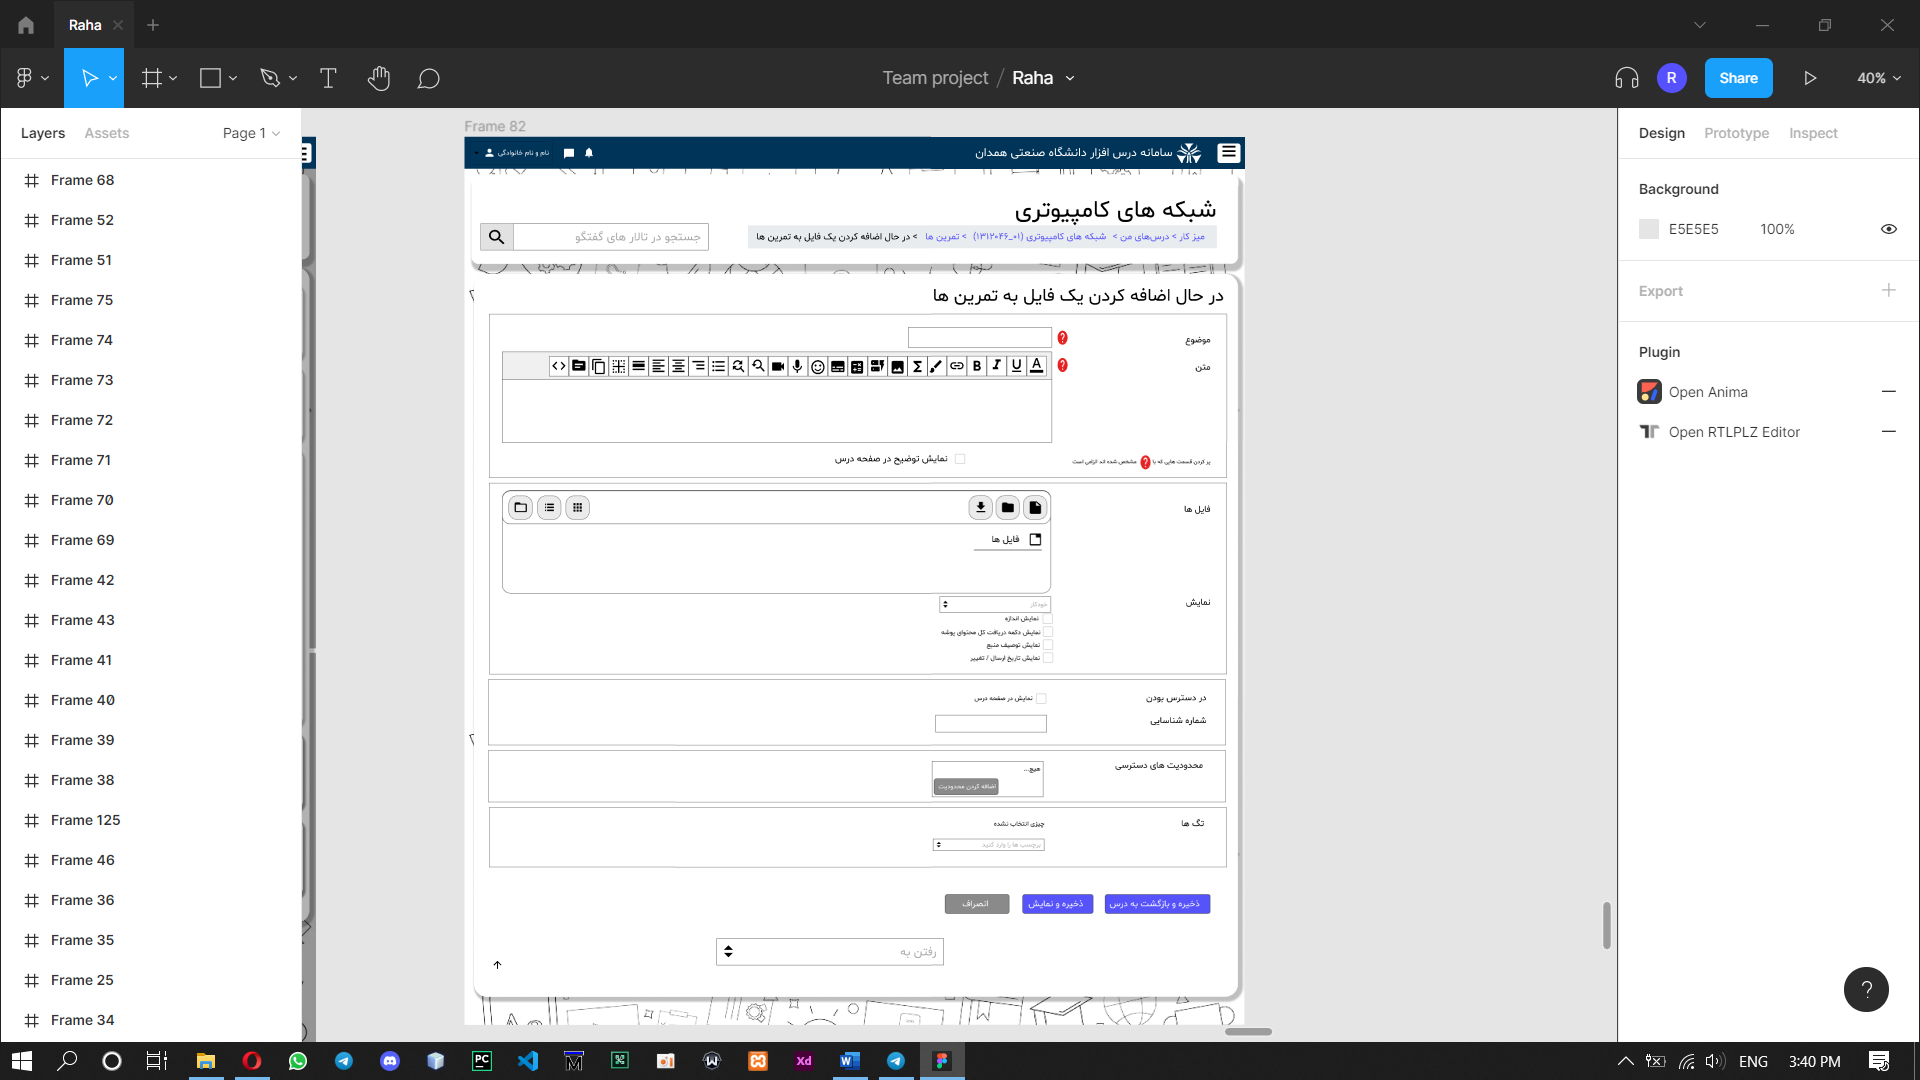 Raha
Team project / Raha
R
Share
40%
Layers
Assets
Page 1
Frame 68
Frame 52
Frame 51
Frame 75
Frame 74
Frame 73
Frame 72
Frame 71
Frame 70
Frame 69
Frame 42
Frame 43
Frame 41
Frame 40
Frame 39
Frame 38
Frame 125
Frame 46
Frame 36
Frame 35
Frame 25
Frame 34
Frame 82
سامانه درس افزار دانشگاه صنعتی همدان
نام و نام خانوادگی
شبکه های کامپیوتری
میز کار > درس‌های من > شبکه های کامپیوتری (۰۱_۱۳۱۲۰۴۶) > تمرین ها > در حال اضافه کردن یک فایل به تمرین ها
جستجو در تالار های گفتگو
در حال اضافه کردن یک فایل به تمرین ها
موضوع
متن
نمایش توضیح در صفحه درس
پر کردن قسمت هایی که با ? مشخص شده اند الزامی است
فایل ها
فایل ها
نمایش
خودکار
نمایش اندازه
نمایش دکمه دریافت کل محتوای پوشه
نمایش توصیف منبع
نمایش تاریخ ارسال / تغییر
در دسترس بودن
نمایش در صفحه درس
شماره شناسایی
محدودیت های دسترسی
هیچ...
اضافه کردن محدودیت
تگ ها
چیزی انتخاب نشده
برچسب ها را وارد کنید
ذخیره و بازگشت به درس
ذخیره و نمایش
انصراف
رفتن به
Design
Prototype
Inspect
Background
E5E5E5
100%
Export
Plugin
Open Anima
Open RTLPLZ Editor
?
ENG
3:40 PM